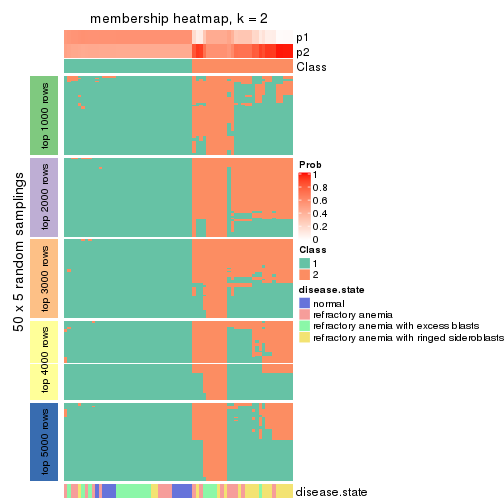 membership heatmap, k = 2
p1
p2
Class
50 x 5 random samplings
top 1000 rows
top 2000 rows
top 3000 rows
top 4000 rows
top 5000 rows
Prob
1
0.8
0.6
0.4
0.2
0
Class
1
2
disease.state
normal
refractory anemia
refractory anemia with excess blasts
refractory anemia with ringed sideroblasts
disease.state